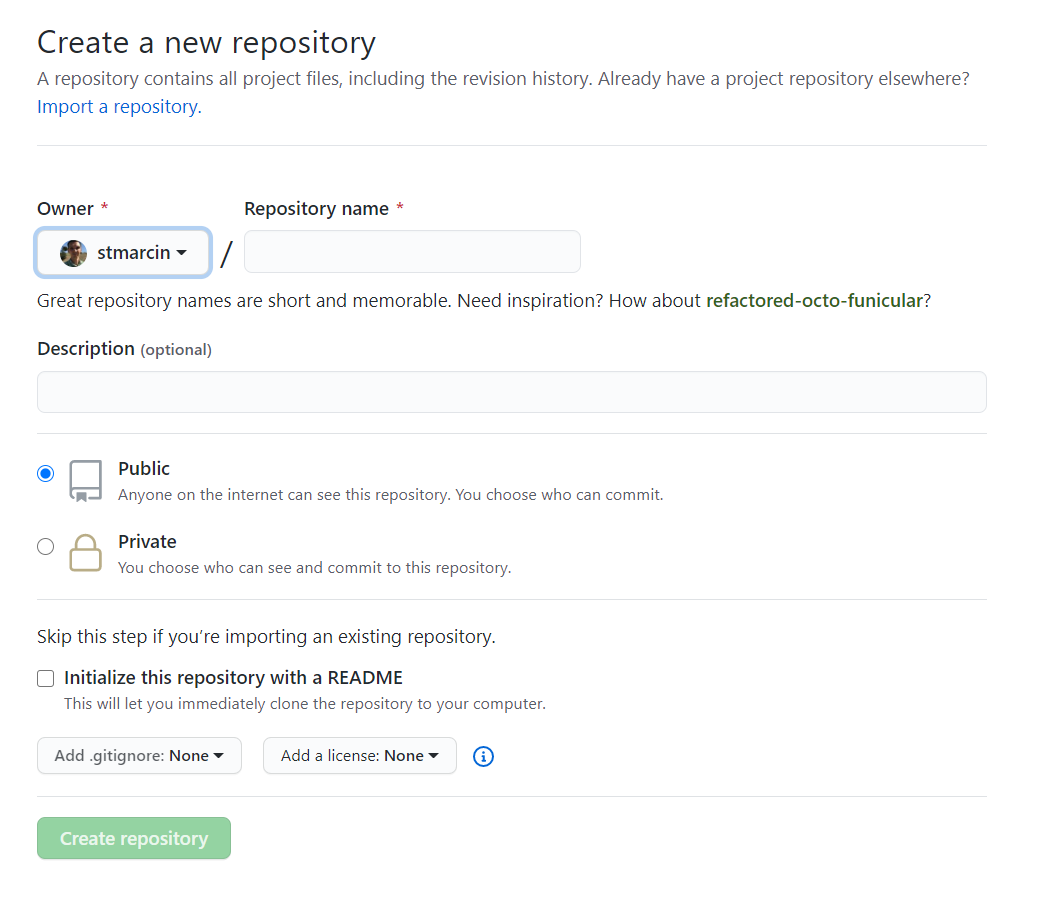 Create a new repository
A repository contains all project files, including the revision history. Already have a project repository elsewhere?
Import a repository.
Owner *
Repository name *
stmarcin
/
Great repository names are short and memorable. Need inspiration? How about refactored-octo-funicular?
Description (optional)
Public
Anyone on the internet can see this repository. You choose who can commit.
Private
You choose who can see and commit to this repository.
Skip this step if you’re importing an existing repository.
Initialize this repository with a README
This will let you immediately clone the repository to your computer.
Add .gitignore: None
Add a license: None
Create repository